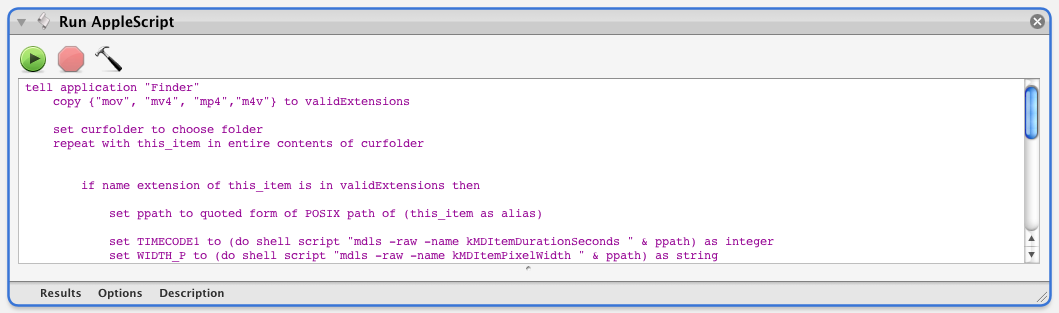 Run AppleScript
tell application "Finder"
copy {"mov", "mv4", "mp4","m4v"} to validExtensions
set curfolder to choose folder
repeat with this_item in entire contents of curfolder
if name extension of this_item is in validExtensions then
set ppath to quoted form of POSIX path of (this_item as alias)
set TIMECODE1 to (do shell script "mdls -raw -name kMDItemDurationSeconds " & ppath) as integer
set WIDTH_P to (do shell script "mdls -raw -name kMDItemPixelWidth " & ppath) as string
Results Options Description